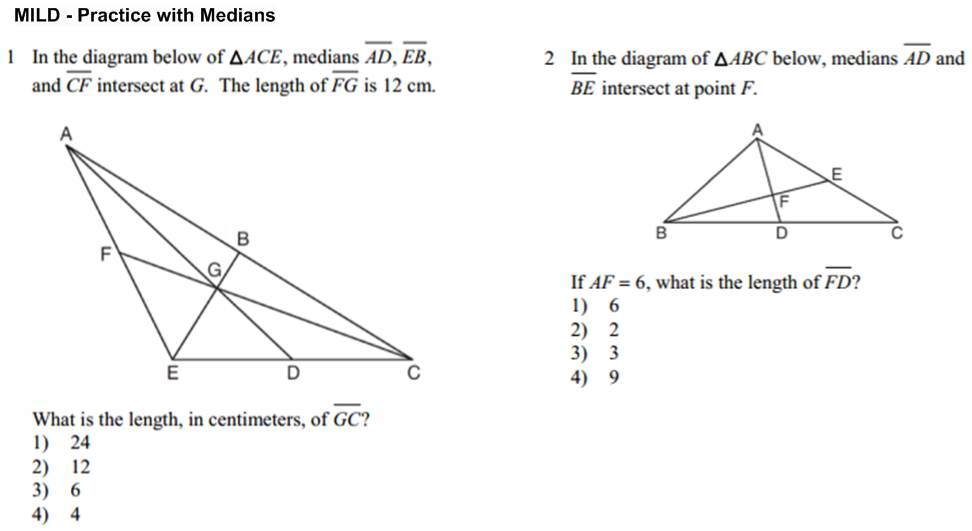 MILD - Practice with Medians
1 In the diagram below of △ACE, medians AD, EB,
and CF intersect at G. The length of FG is 12 cm.
A
B
F
G
E
D
C
What is the length, in centimeters, of GC?
1) 24
2) 12
3) 6
4) 4
2 In the diagram of △ABC below, medians AD and
BE intersect at point F.
A
E
F
B
D
C
If AF = 6, what is the length of FD?
1) 6
2) 2
3) 3
4) 9